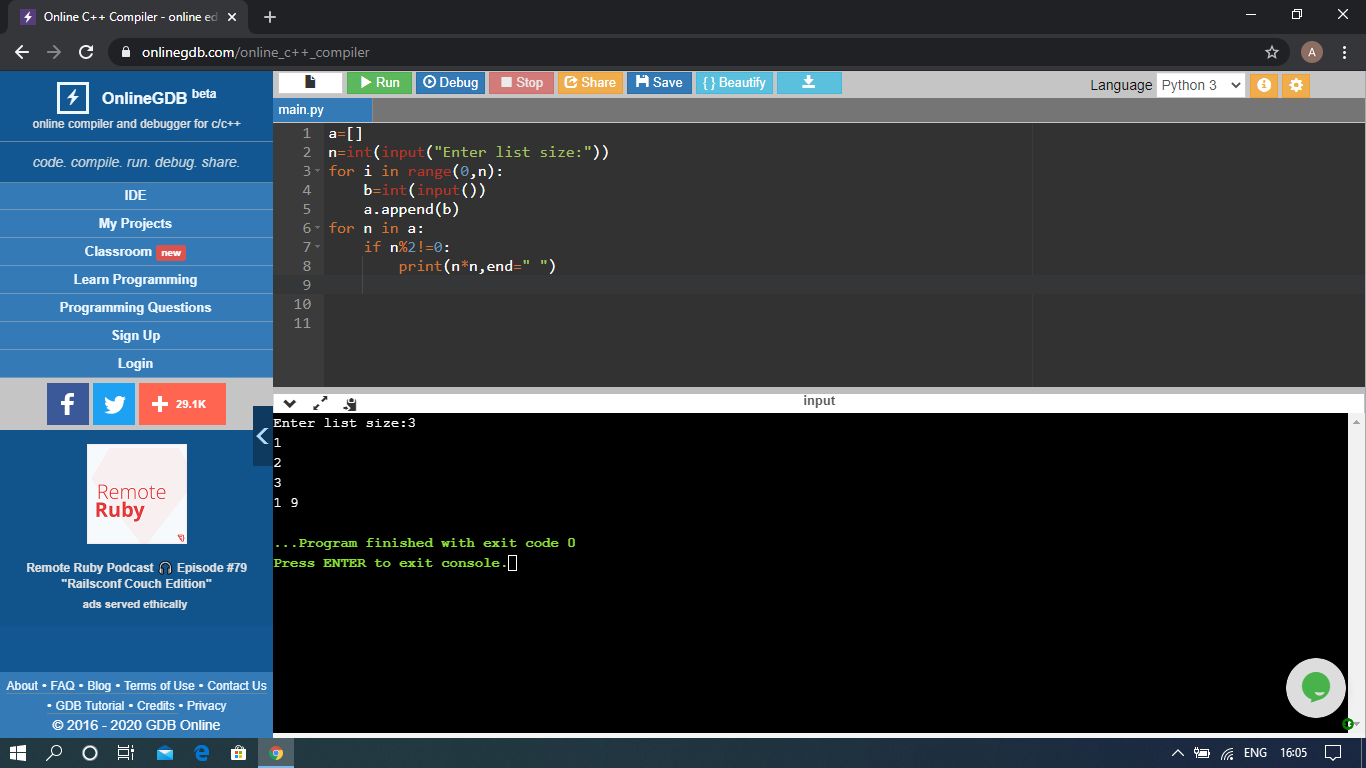 Online C++ Compiler - online ed
onlinegdb.com/online_c++_compiler
A
OnlineGDB beta
online compiler and debugger for c/c++
code. compile. run. debug. share.
IDE
My Projects
Classroom new
Learn Programming
Programming Questions
Sign Up
Login
f
29.1K
Remote
Ruby
Remote Ruby Podcast 🎧 Episode #79
"Railsconf Couch Edition"
ads served ethically
About • FAQ • Blog • Terms of Use • Contact Us
• GDB Tutorial • Credits • Privacy
© 2016 - 2020 GDB Online
Run Debug Stop Share Save { } Beautify
Language Python 3
main.py
1 a=[]
2 n=int(input("Enter list size:"))
3 for i in range(0,n):
4 b=int(input())
5 a.append(b)
6 for n in a:
7 if n%2!=0:
8 print(n*n,end=" ")
9
10
11
input
Enter list size:3
1
2
3
1 9
...Program finished with exit code 0
Press ENTER to exit console.
ENG 16:05